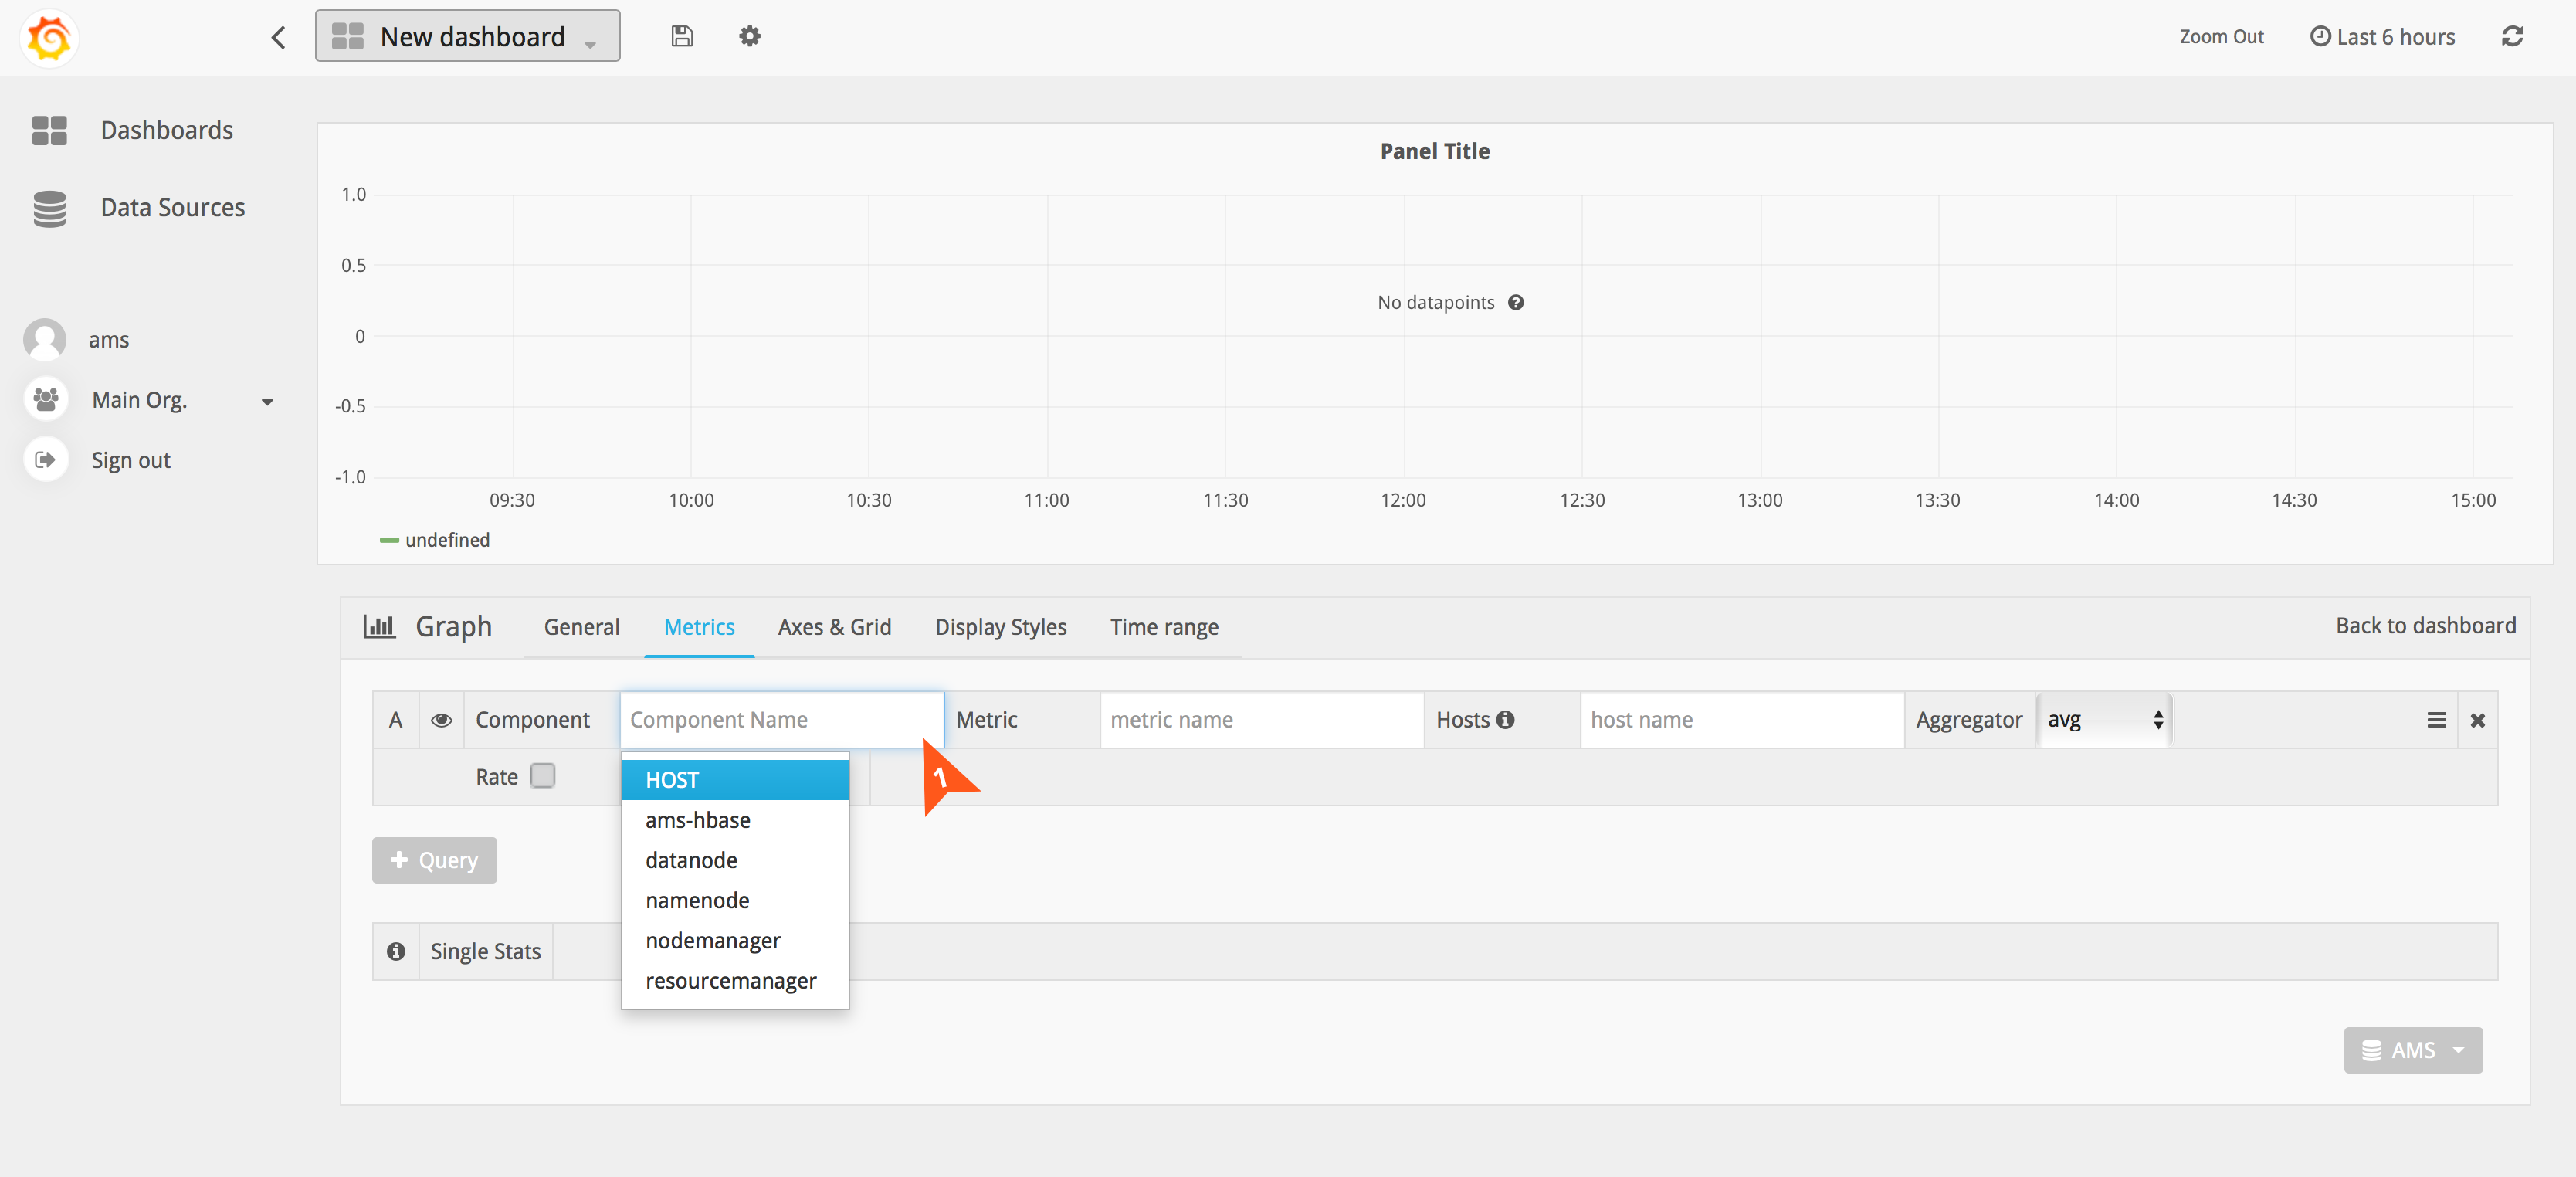 New dashboard
Zoom Out
Last 6 hours
Dashboards
Data Sources
ams
Main Org.
Sign out
Panel Title
1.0
0.5
0
-0.5
-1.0
No datapoints
09:30 10:00 10:30 11:00 11:30 12:00 12:30 13:00 13:30 14:00 14:30 15:00
undefined
Graph General Metrics Axes & Grid Display Styles Time range Back to dashboard
A Component Component Name Metric metric name Hosts host name Aggregator avg
1
Rate
HOST
ams-hbase
datanode
namenode
nodemanager
resourcemanager
Query
Single Stats
AMS